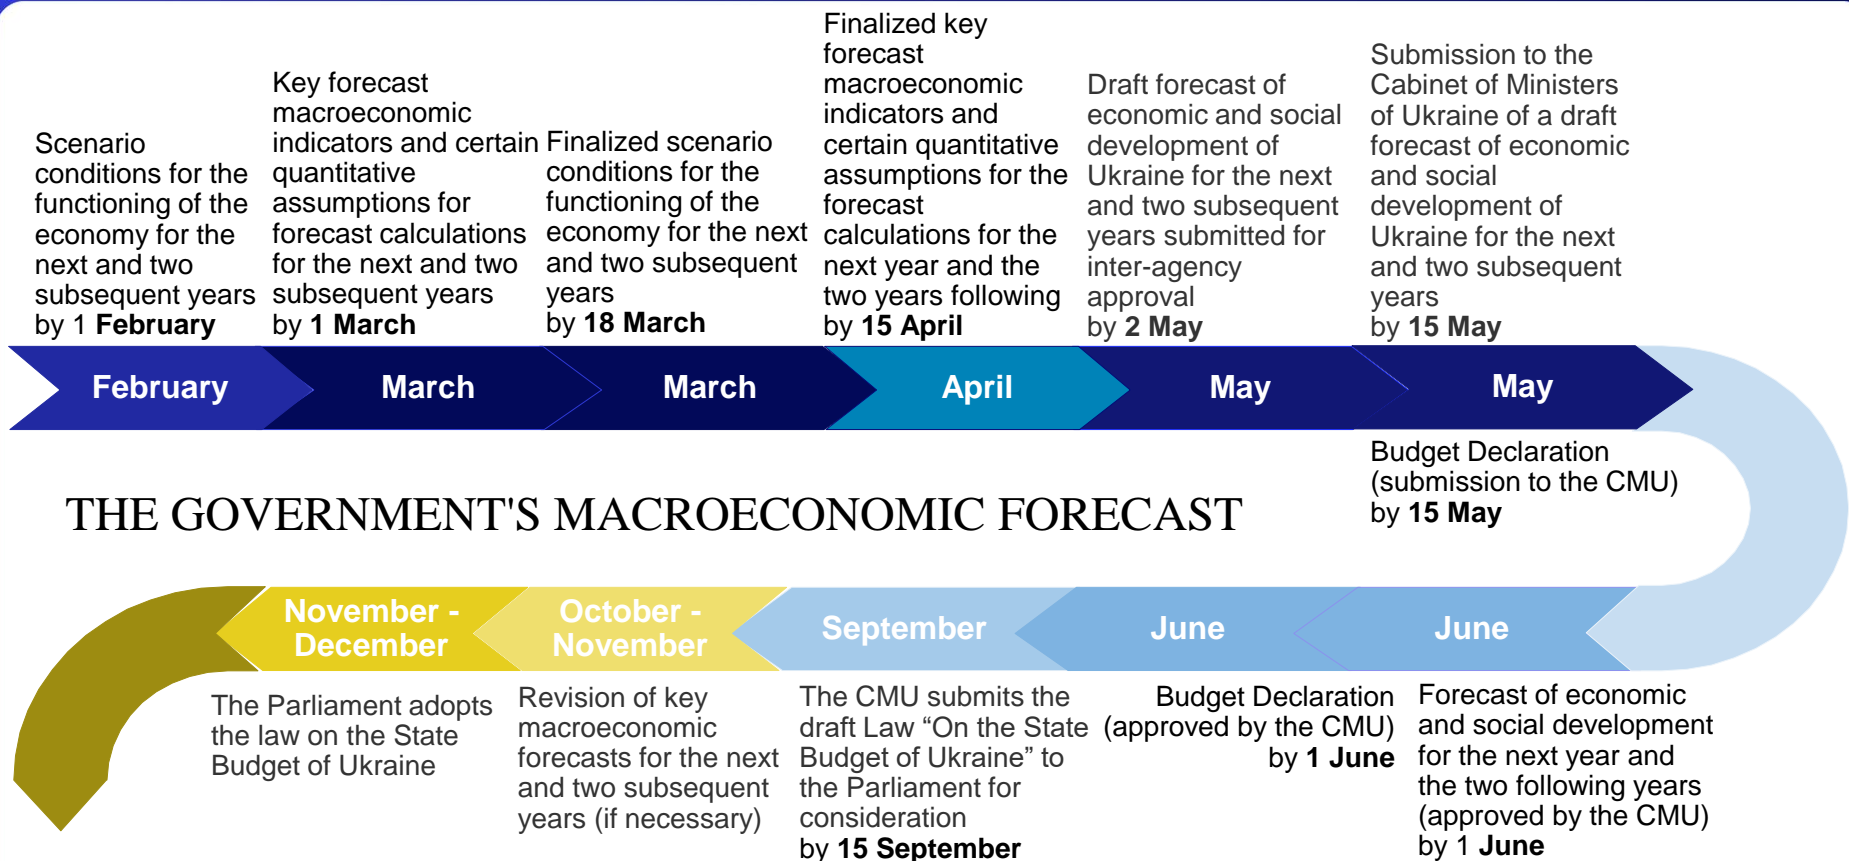 Scenario
conditions for the
functioning of the
economy for the
next and two
subsequent years
by 1 February
Key forecast
macroeconomic
indicators and certain
quantitative
assumptions for
forecast calculations
for the next and two
subsequent years
by 1 March
Finalized scenario
conditions for the
functioning of the
economy for the next
and two subsequent
years
by 18 March
Finalized key
forecast
macroeconomic
indicators and
certain quantitative
assumptions for the
forecast
calculations for the
next year and the
two years following
by 15 April
Draft forecast of
economic and social
development of
Ukraine for the next
and two subsequent
years submitted for
inter-agency
approval
by 2 May
Submission to the
Cabinet of Ministers
of Ukraine of a draft
forecast of economic
and social
development of
Ukraine for the next
and two subsequent
years
by 15 May
February
March
March
April
May
May
Budget Declaration
(submission to the CMU)
by 15 May
THE GOVERNMENT'S MACROECONOMIC FORECAST
November -
December
October -
November
September
June
June
The Parliament adopts
the law on the State
Budget of Ukraine
Revision of key
macroeconomic
forecasts for the next
and two subsequent
years (if necessary)
The CMU submits the
draft Law “On the State
Budget of Ukraine” to
the Parliament for
consideration
by 15 September
Budget Declaration
(approved by the CMU)
by 1 June
Forecast of economic
and social development
for the next year and
the two following years
(approved by the CMU)
by 1 June